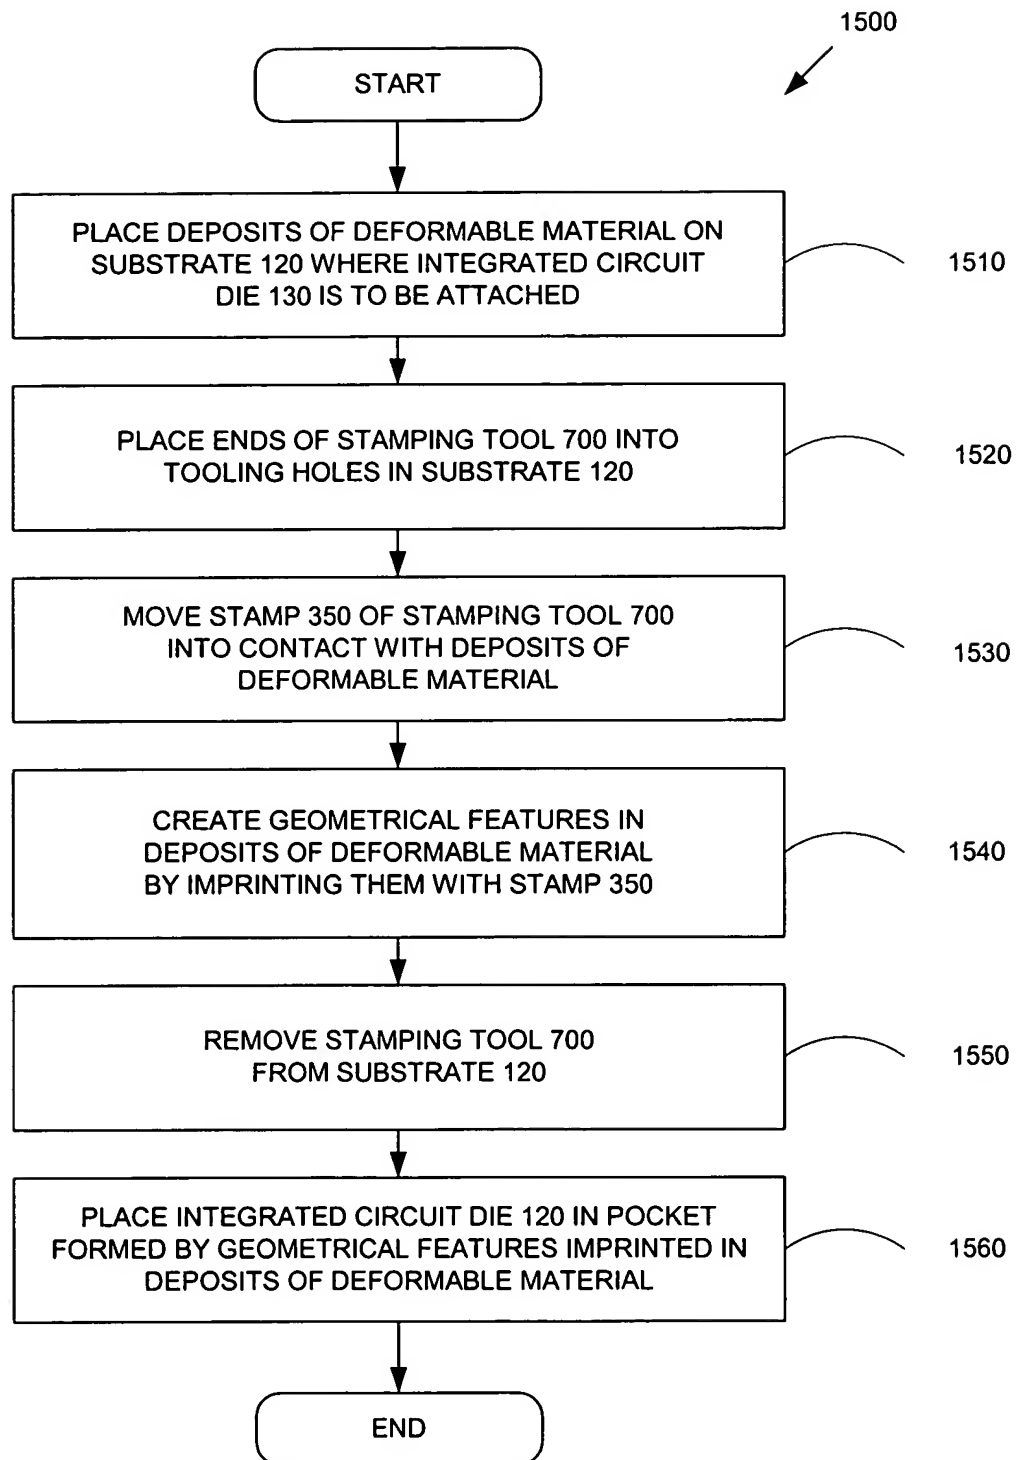 1500
START
PLACE DEPOSITS OF DEFORMABLE MATERIAL ON
SUBSTRATE 120 WHERE INTEGRATED CIRCUIT
DIE 130 IS TO BE ATTACHED
1510
PLACE ENDS OF STAMPING TOOL 700 INTO
TOOLING HOLES IN SUBSTRATE 120
1520
MOVE STAMP 350 OF STAMPING TOOL 700
INTO CONTACT WITH DEPOSITS OF
DEFORMABLE MATERIAL
1530
CREATE GEOMETRICAL FEATURES IN
DEPOSITS OF DEFORMABLE MATERIAL
BY IMPRINTING THEM WITH STAMP 350
1540
REMOVE STAMPING TOOL 700
FROM SUBSTRATE 120
1550
PLACE INTEGRATED CIRCUIT DIE 120 IN POCKET
FORMED BY GEOMETRICAL FEATURES IMPRINTED IN
DEPOSITS OF DEFORMABLE MATERIAL
1560
END